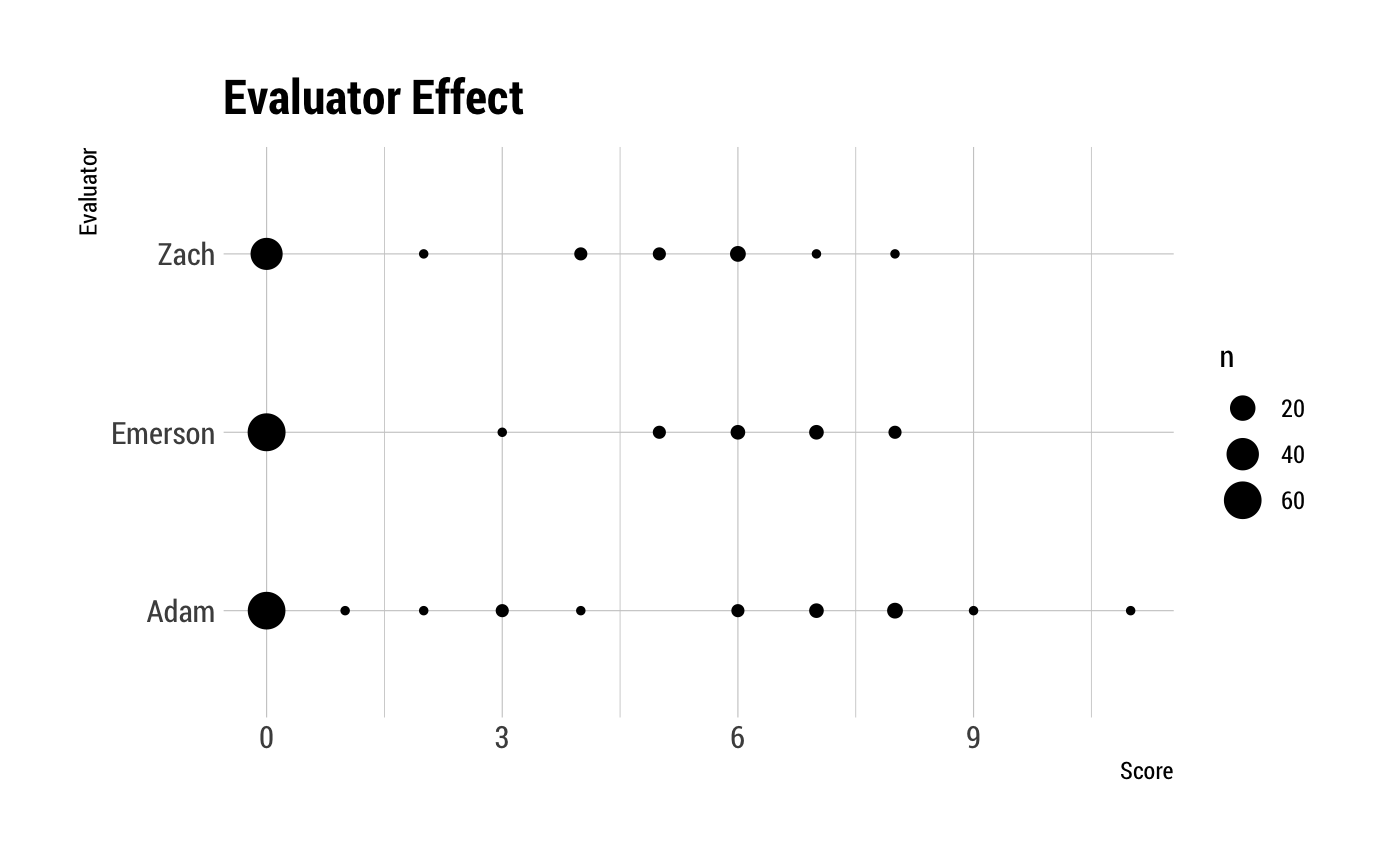 Evaluator Effect
Evaluator
Zach
Emerson
Adam
0 3 6 9
Score
n
20
40
60